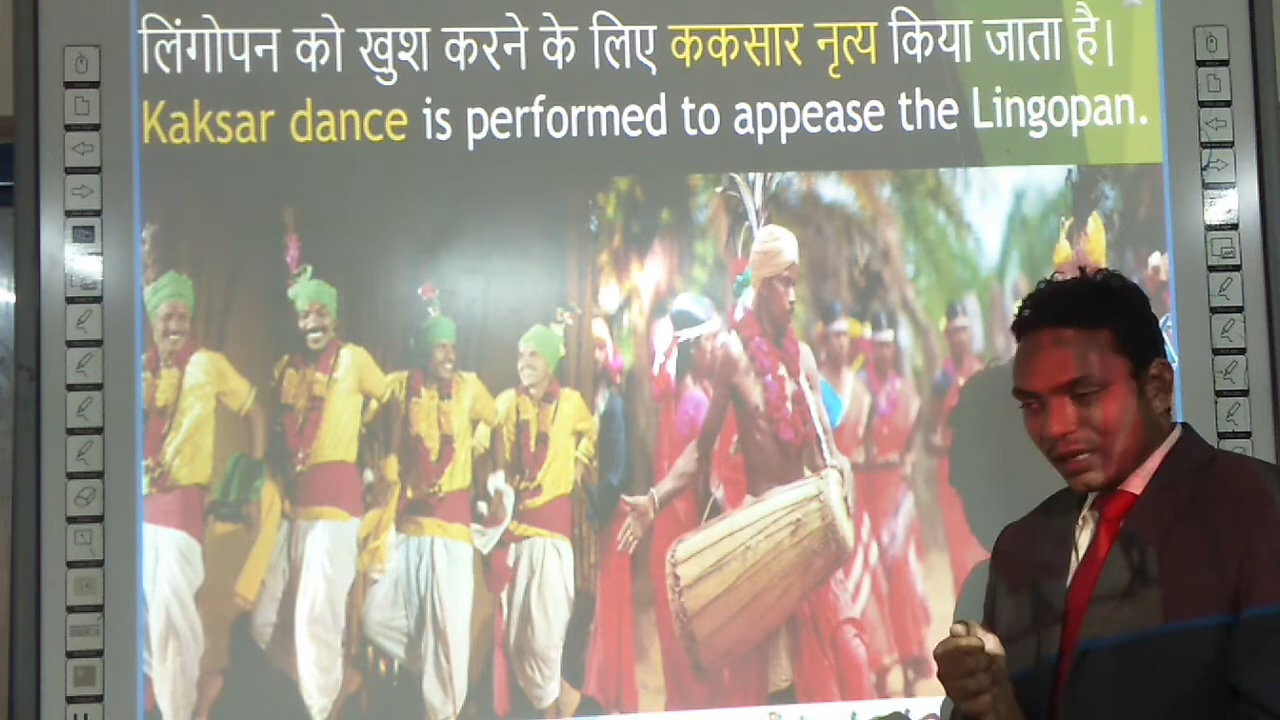 लिंगोपन को खुश करने के लिए ककसार नृत्य किया जाता है।
Kaksar dance is performed to appease the Lingopan.